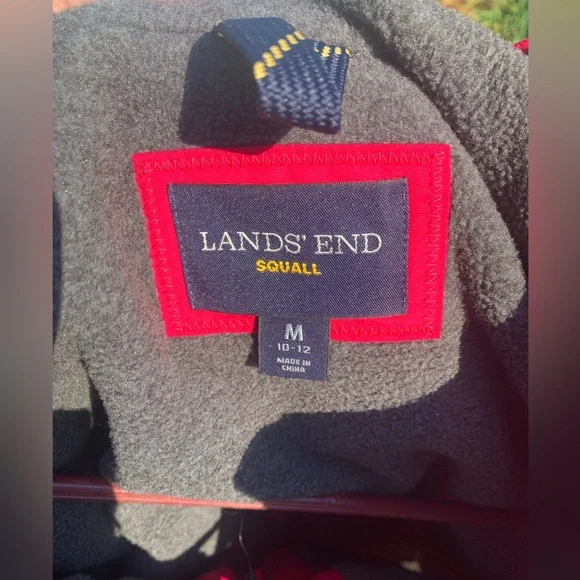 LANDS' END
SQUALL
M
10-12
MADE IN
CHINA